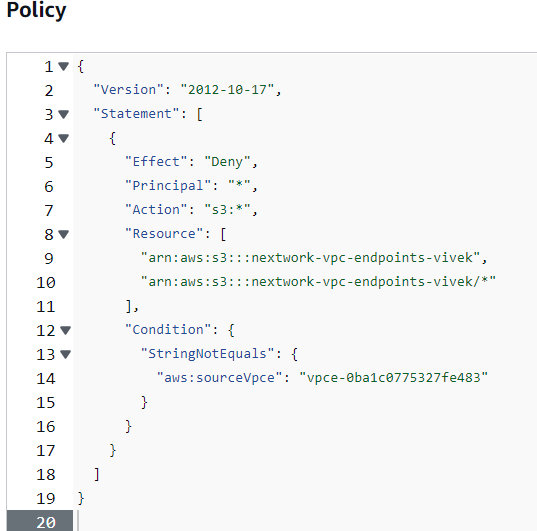 Policy
1 {
2 "Version": "2012-10-17",
3 "Statement": [
4 {
5 "Effect": "Deny",
6 "Principal": "*",
7 "Action": "s3:*",
8 "Resource": [
9 "arn:aws:s3:::nextwork-vpc-endpoints-vivek",
10 "arn:aws:s3:::nextwork-vpc-endpoints-vivek/*"
11 ],
12 "Condition": {
13 "StringNotEquals": {
14 "aws:sourceVpce": "vpce-0ba1c0775327fe483"
15 }
16 }
17 }
18 ]
19 }
20